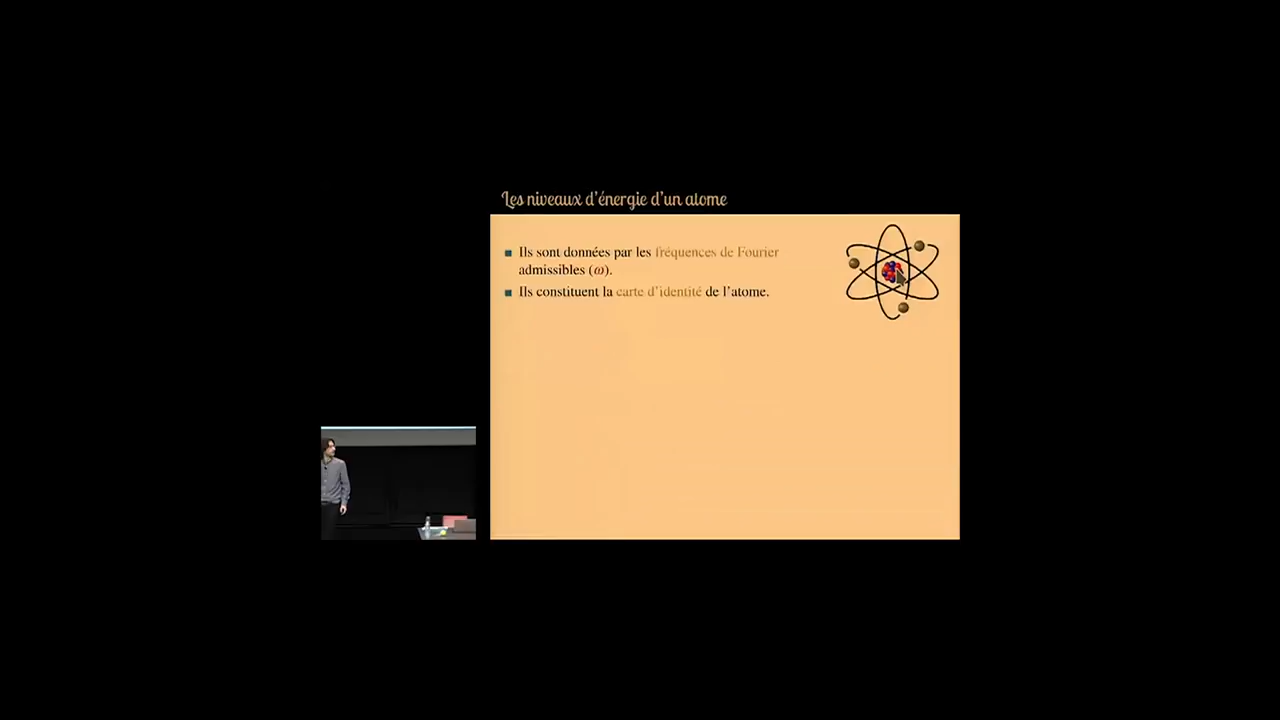 Les niveaux d'énergie d'un atome
Ils sont données par les fréquences de Fourier
admissibles (ω).
Ils constituent la carte d'identité de l'atome.